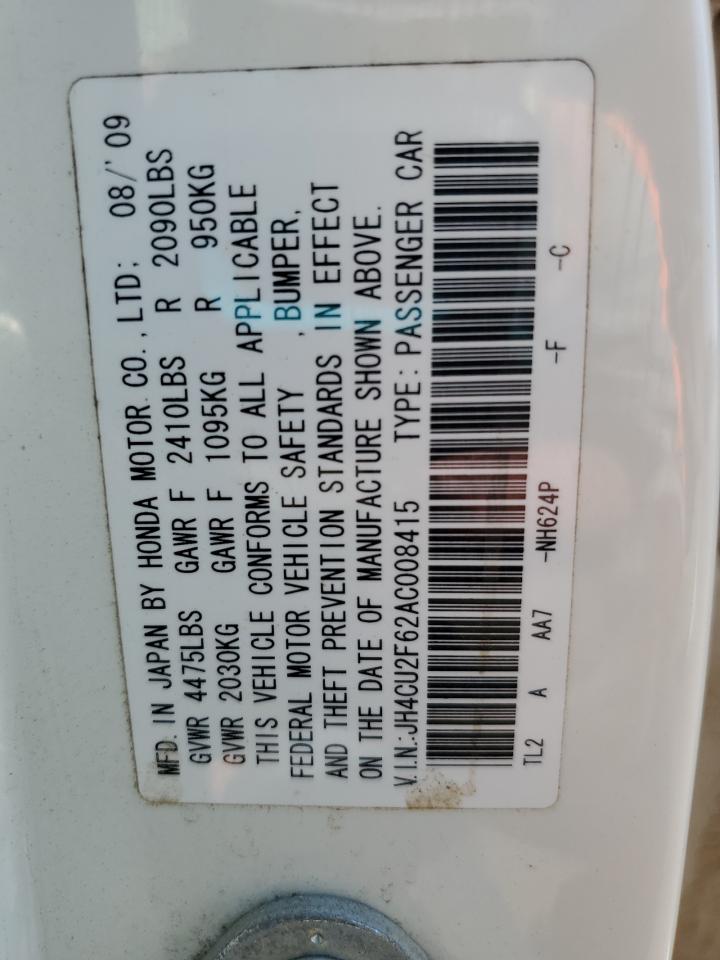 MFD. IN JAPAN BY HONDA MOTOR CO., LTD; 08/'09
GVWR 4475LBS GAWR F 2410LBS R 2090LBS
GVWR 2030KG GAWR F 1095KG R 950KG
THIS VEHICLE CONFORMS TO ALL APPLICABLE
FEDERAL MOTOR VEHICLE SAFETY ,BUMPER,
AND THEFT PREVENTION STANDARDS IN EFFECT
ON THE DATE OF MANUFACTURE SHOWN ABOVE.
V.I.N.:JH4CU2F62AC008415 TYPE:PASSENGER CAR
TL2 A AA7 -NH624P -F -C